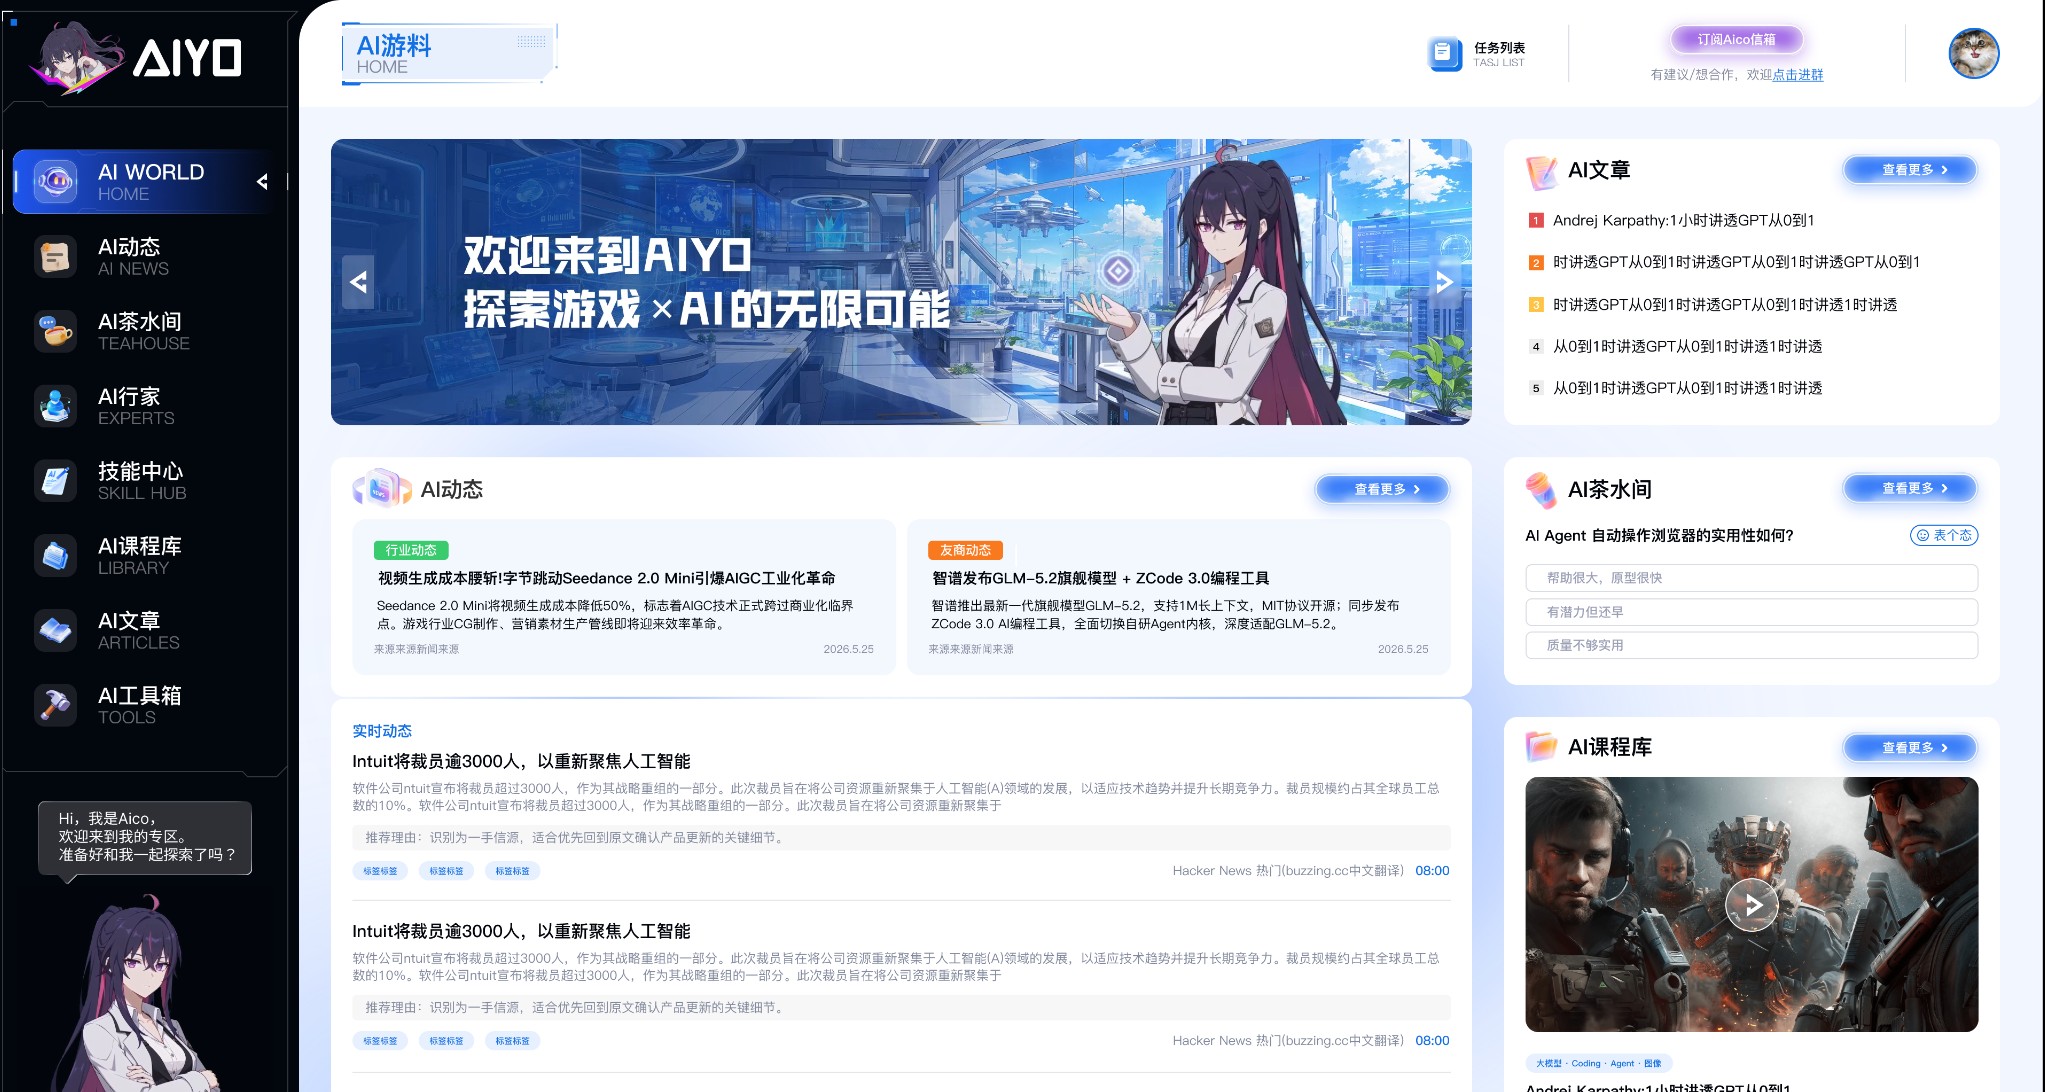 AIYO
AI WORLD
HOME
AI动态
AI NEWS
AI茶水间
TEAHOUSE
AI行家
EXPERTS
技能中心
SKILL HUB
AI课程库
LIBRARY
AI文章
ARTICLES
AI工具箱
TOOLS
Hi，我是Aico，
欢迎来到我的专区。
准备好和我一起探索了吗？
AI游料
HOME
任务列表
TASJ LIST
订阅Aico信箱
有建议/想合作，欢迎点击进群
欢迎来到AIYO
探索游戏×AI的无限可能
AI动态
查看更多
行业动态
视频生成成本腰斩!字节跳动Seedance 2.0 Mini引爆AIGC工业化革命
Seedance 2.0 Mini将视频生成成本降低50%，标志着AIGC技术正式跨过商业化临界
点。游戏行业CG制作、营销素材生产管线即将迎来效率革命。
来源来源新闻来源 2026.5.25
友商动态
智谱发布GLM-5.2旗舰模型 + ZCode 3.0编程工具
智谱推出最新一代旗舰模型GLM-5.2，支持1M长上下文，MIT协议开源；同步发布
ZCode 3.0 AI编程工具，全面切换自研Agent内核，深度适配GLM-5.2。
来源来源新闻来源 2026.5.25
实时动态
Intuit将裁员逾3000人，以重新聚焦人工智能
软件公司ntuit宣布将裁员超过3000人，作为其战略重组的一部分。此次裁员旨在将公司资源重新聚集于人工智能(A)领域的发展，以适应技术趋势并提升长期竞争力。裁员规模约占其全球员工总
数的10%。软件公司ntuit宣布将裁员超过3000人，作为其战略重组的一部分。此次裁员旨在将公司资源重新聚集于
推荐理由：识别为一手信源，适合优先回到原文确认产品更新的关键细节。
标签标签 标签标签 标签标签 Hacker News 热门(buzzing.cc中文翻译) 08:00
Intuit将裁员逾3000人，以重新聚焦人工智能
软件公司ntuit宣布将裁员超过3000人，作为其战略重组的一部分。此次裁员旨在将公司资源重新聚集于人工智能(A)领域的发展，以适应技术趋势并提升长期竞争力。裁员规模约占其全球员工总
数的10%。软件公司ntuit宣布将裁员超过3000人，作为其战略重组的一部分。此次裁员旨在将公司资源重新聚集于
推荐理由：识别为一手信源，适合优先回到原文确认产品更新的关键细节。
标签标签 标签标签 标签标签 Hacker News 热门(buzzing.cc中文翻译) 08:00
AI文章
查看更多
1 Andrej Karpathy:1小时讲透GPT从0到1
2 时讲透GPT从0到1时讲透GPT从0到1时讲透GPT从0到1
3 时讲透GPT从0到1时讲透GPT从0到1时讲透1时讲透
4 从0到1时讲透GPT从0到1时讲透1时讲透
5 从0到1时讲透GPT从0到1时讲透1时讲透
AI茶水间
查看更多
AI Agent 自动操作浏览器的实用性如何？
表个态
帮助很大，原型很快
有潜力但还早
质量不够实用
AI课程库
查看更多
大模型 · Coding · Agent · 图像
Andrej Karpathy:1小时讲透GPT从0到1